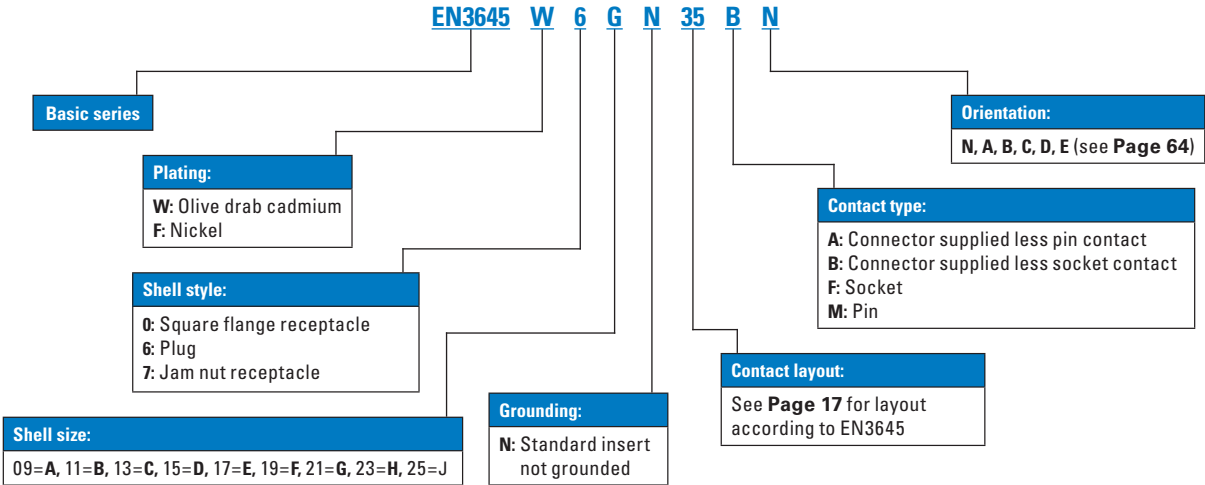 EN3645 W 6 G N 35 B N
Basic series
Orientation:
N, A, B, C, D, E (see Page 64)
Plating:
W: Olive drab cadmium
F: Nickel
Contact type:
A: Connector supplied less pin contact
B: Connector supplied less socket contact
F: Socket
M: Pin
Shell style:
0: Square flange receptacle
6: Plug
7: Jam nut receptacle
Contact layout:
See Page 17 for layout
according to EN3645
Grounding:
N: Standard insert
not grounded
Shell size:
09=A, 11=B, 13=C, 15=D, 17=E, 19=F, 21=G, 23=H, 25=J